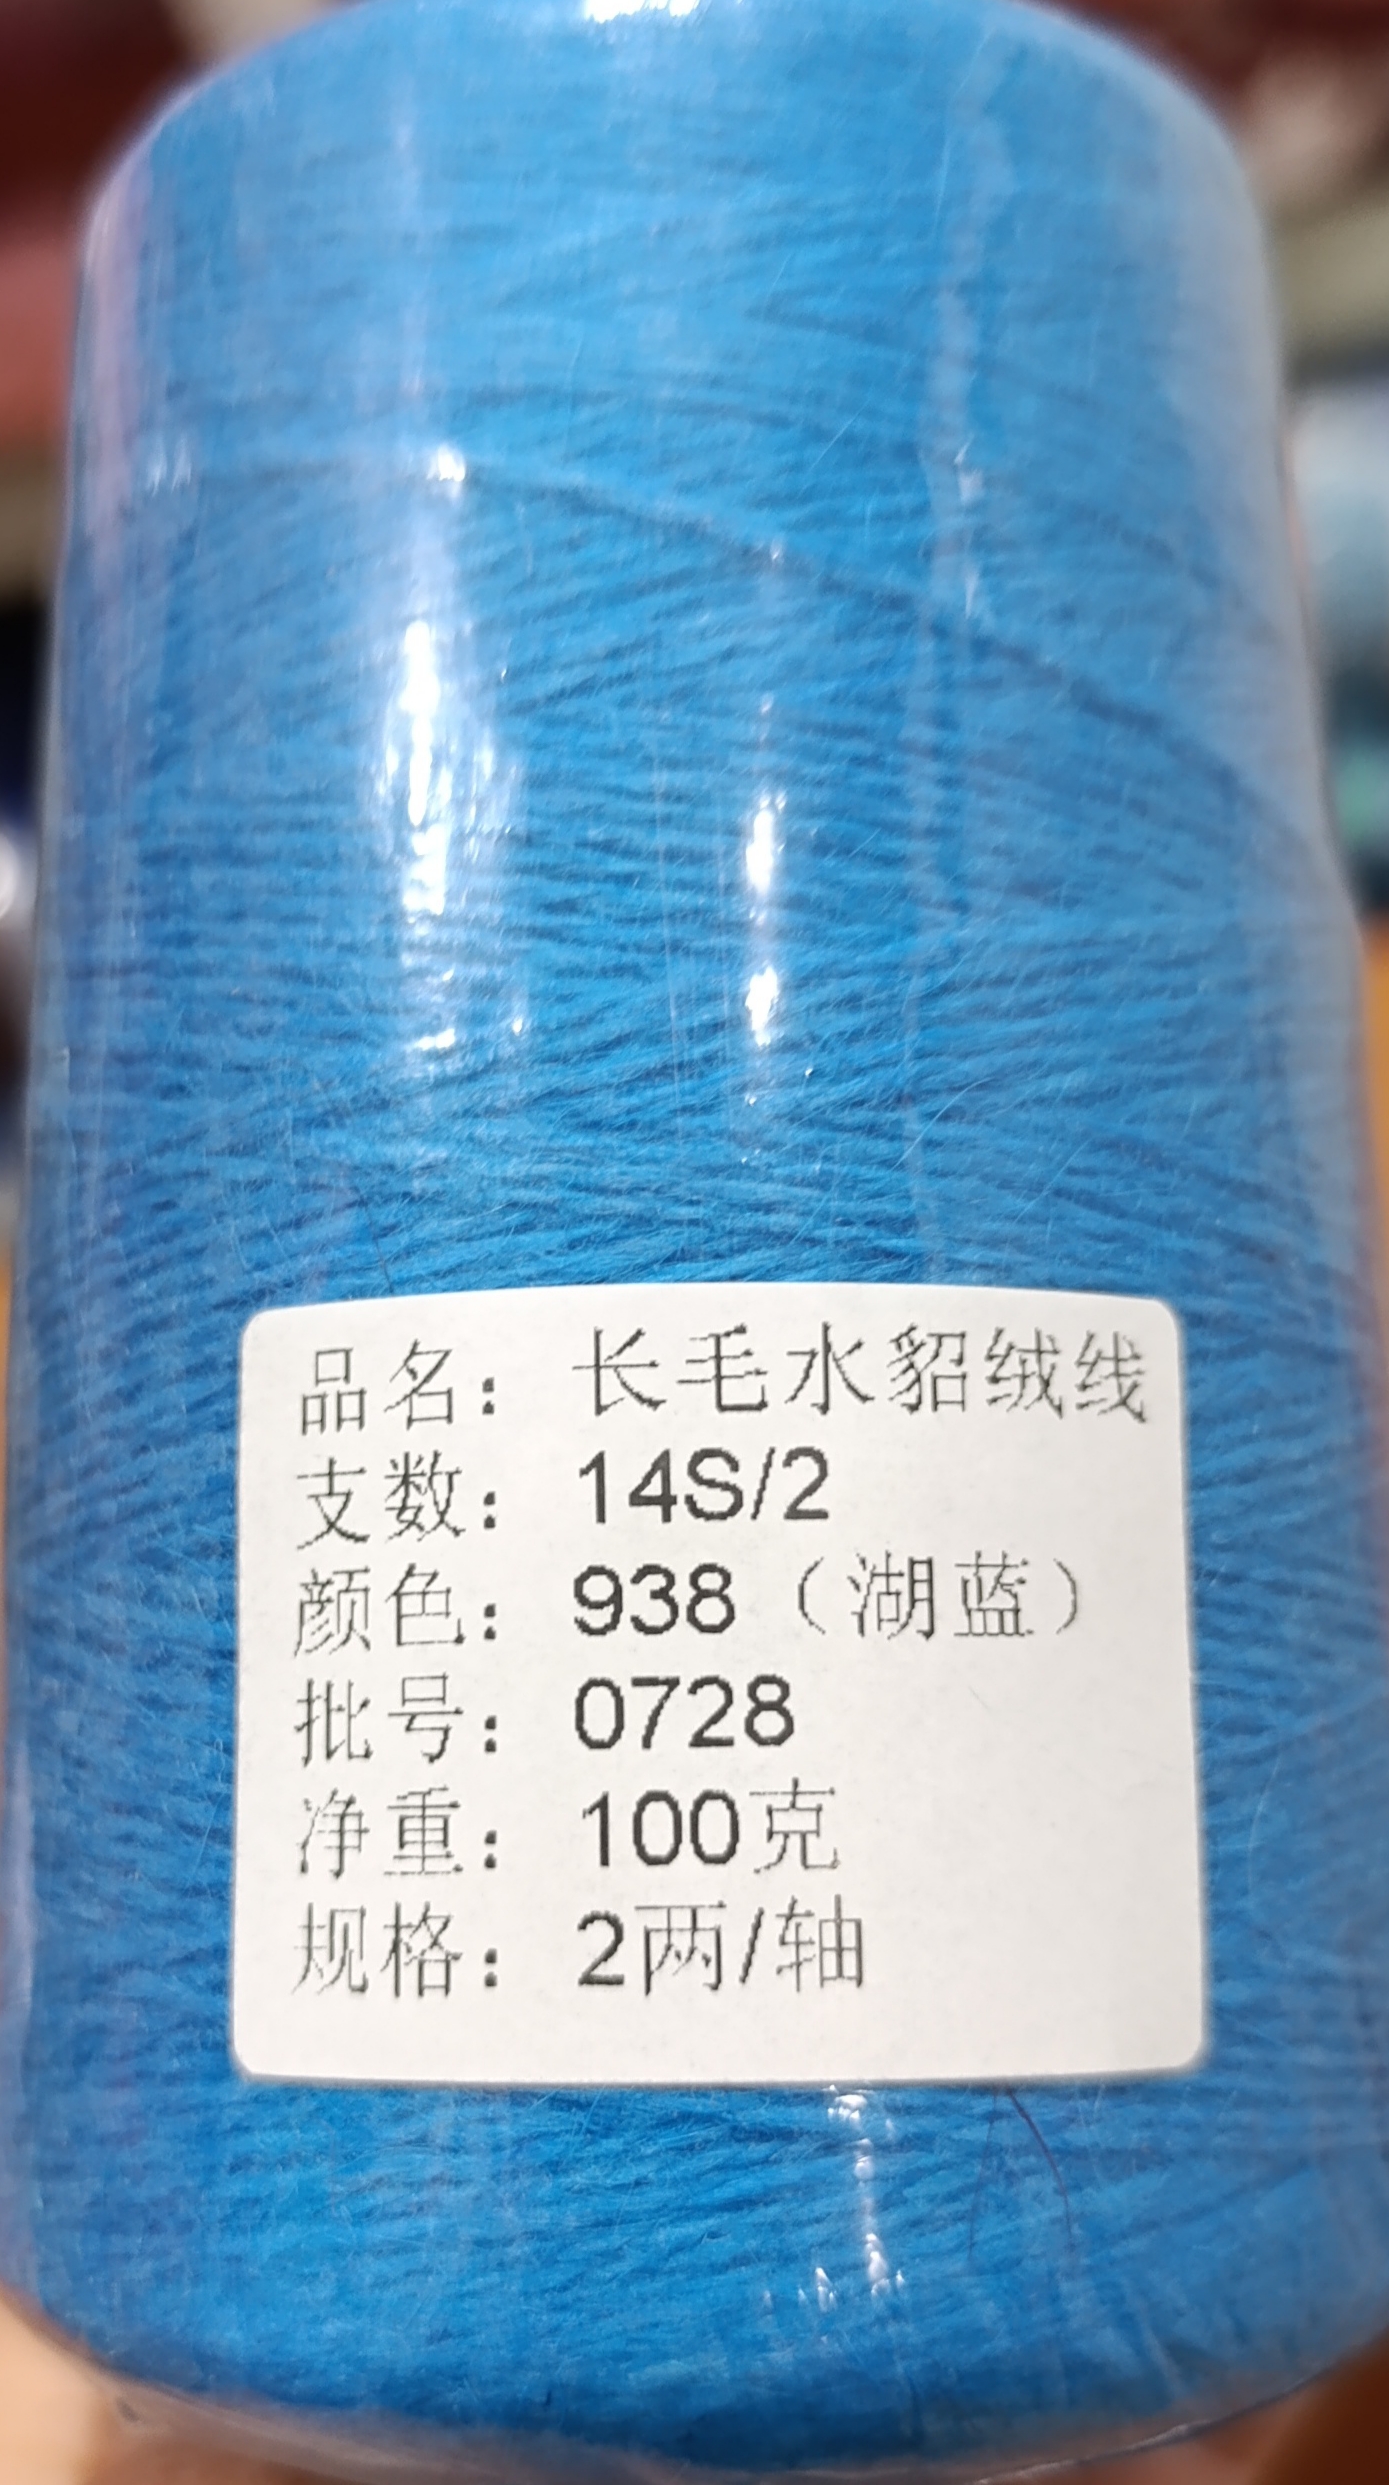 品名：长毛水貂绒线
支数：14S/2
颜色：938（湖蓝）
批号：0728
净重：100克
规格：2两/轴